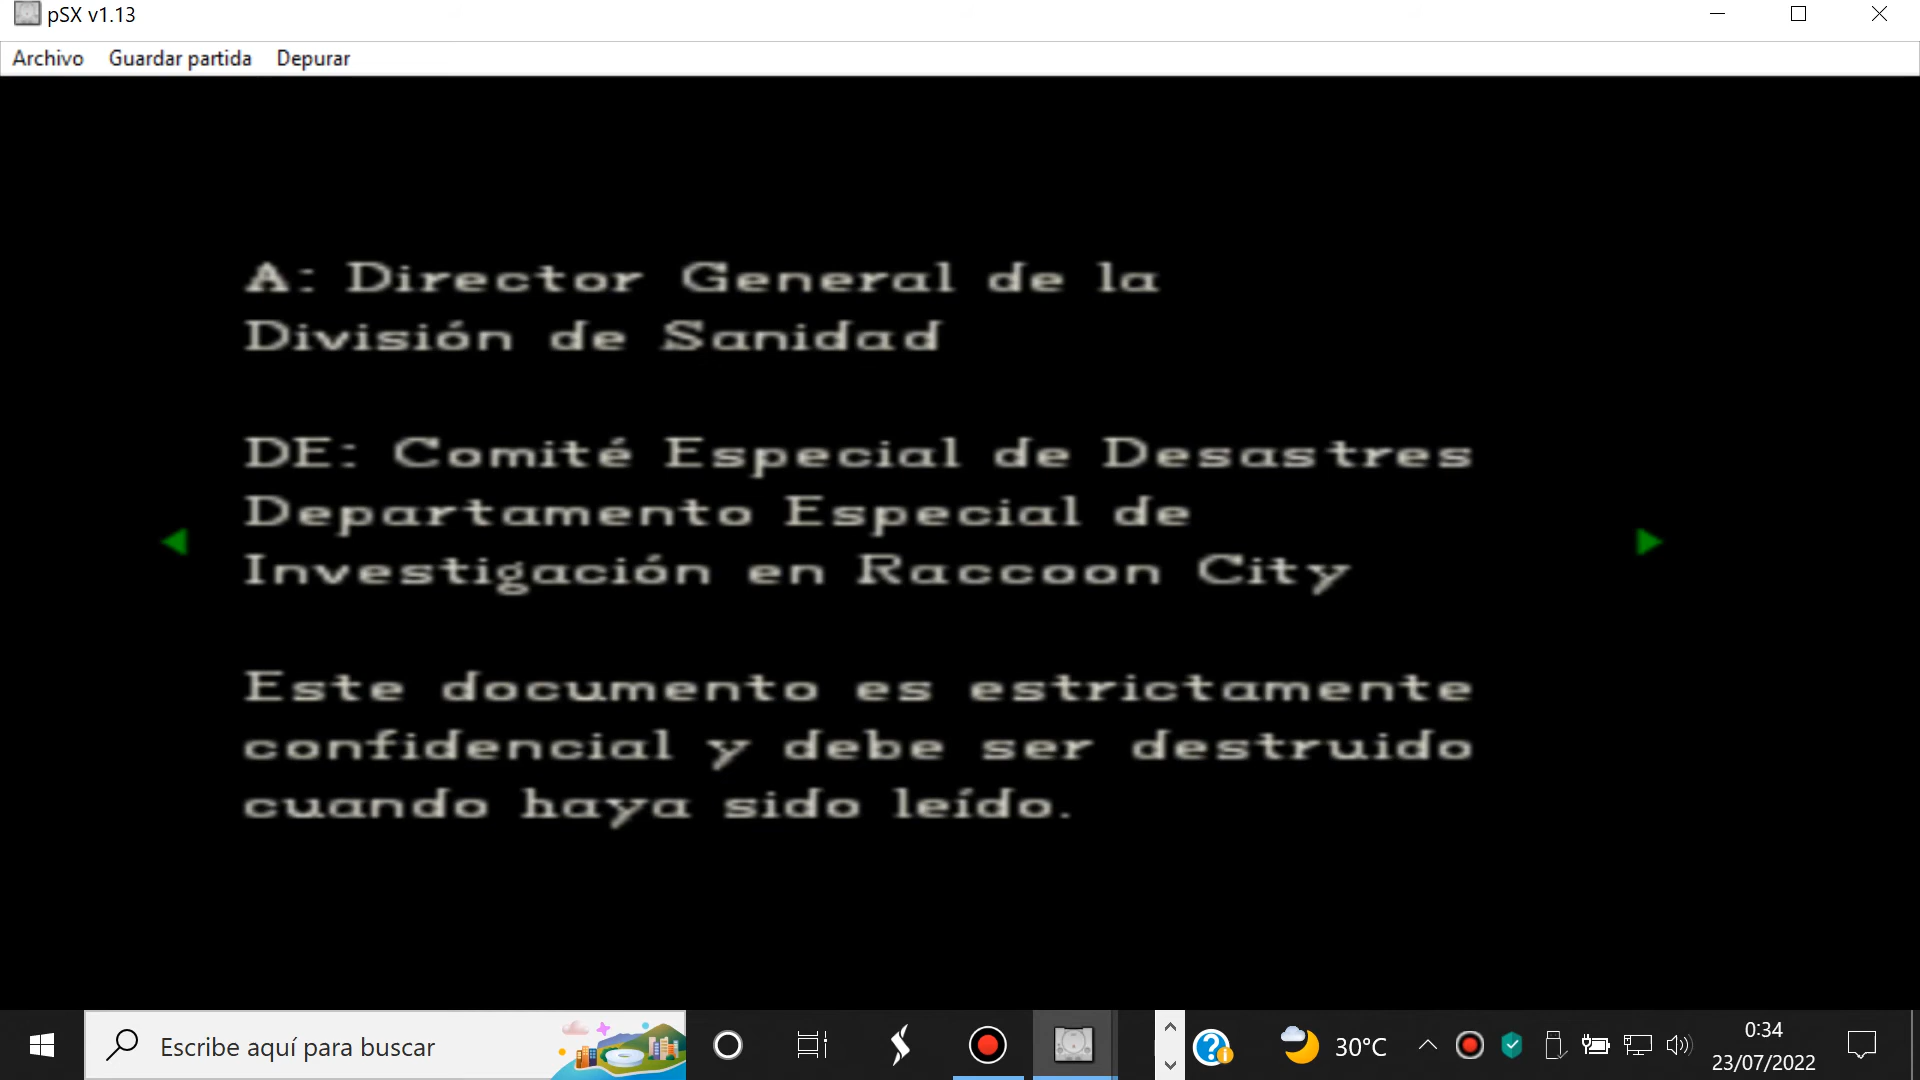 pSX v1.13
Archivo Guardar partida Depurar
A: Director General de la
División de Sanidad
DE: Comité Especial de Desastres
Departamento Especial de
Investigación en Raccoon City
Este documento es estrictamente
confidencial y debe ser destruido
cuando haya sido leído.
Escribe aquí para buscar
30°C
0:34
23/07/2022